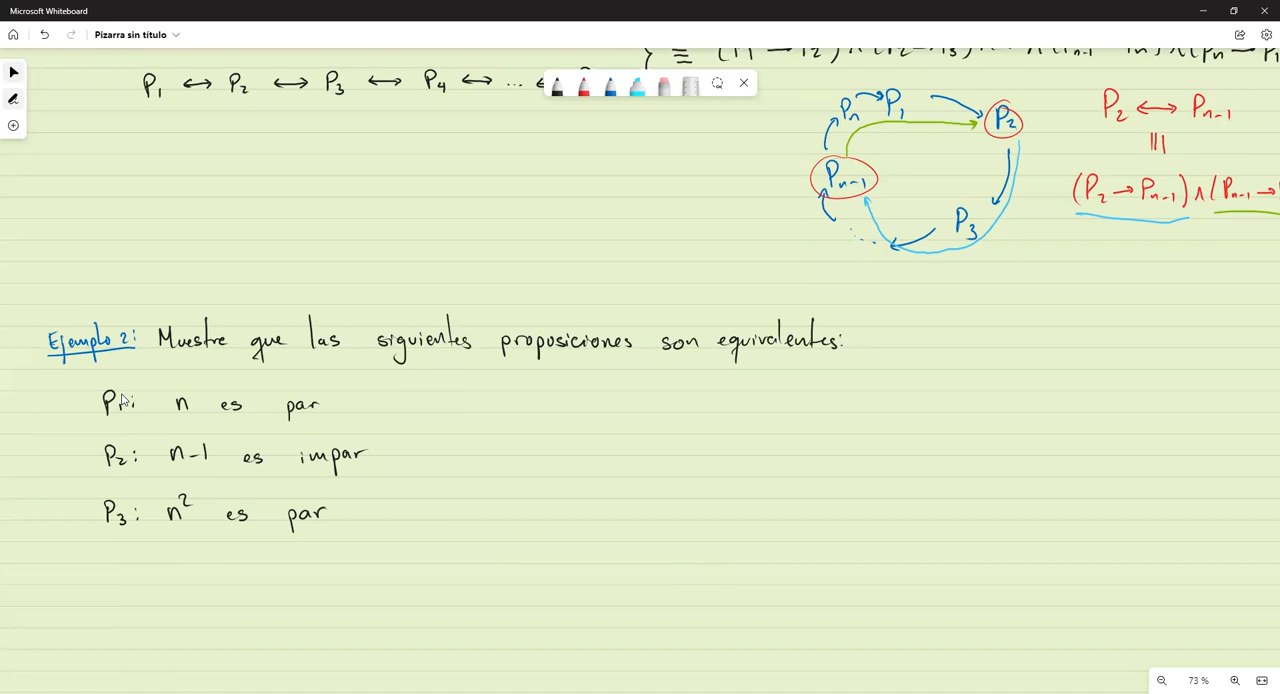 Microsoft Whiteboard
Pizarra sin título
P₁ ↔ P₂ ↔ P₃ ↔ P₄ ↔ ...
Pₙ P₁ P₂
Pₙ₋₁
P₃
...
P₂ ↔ Pₙ₋₁
≡
(P₂ → Pₙ₋₁) ∧ (Pₙ₋₁ →
Ejemplo 2: Muestre que las siguientes proposiciones son equivalentes:
P₁: n es par
P₂: n-1 es impar
P₃: n² es par
73 %